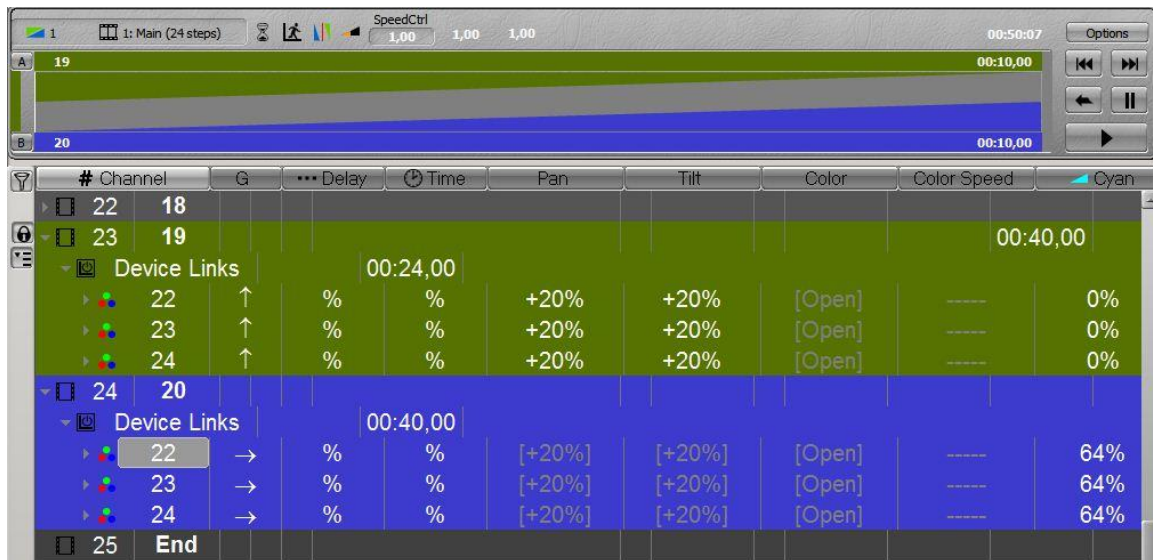 SpeedCtrl
1 1: Main (24 steps) 1,00 1,00 1,00 00:50:07 Options
A 19 00:10,00
B 20 00:10,00
# Channel G ••• Delay Time Pan Tilt Color Color Speed Cyan
22 18
23 19 00:40,00
Device Links 00:24,00
22 ↑ % % +20% +20% [Open] ----- 0%
23 ↑ % % +20% +20% [Open] ----- 0%
24 ↑ % % +20% +20% [Open] ----- 0%
24 20
Device Links 00:40,00
22 → % % [+20%] [+20%] [Open] ----- 64%
23 → % % [+20%] [+20%] [Open] ----- 64%
24 → % % [+20%] [+20%] [Open] ----- 64%
25 End